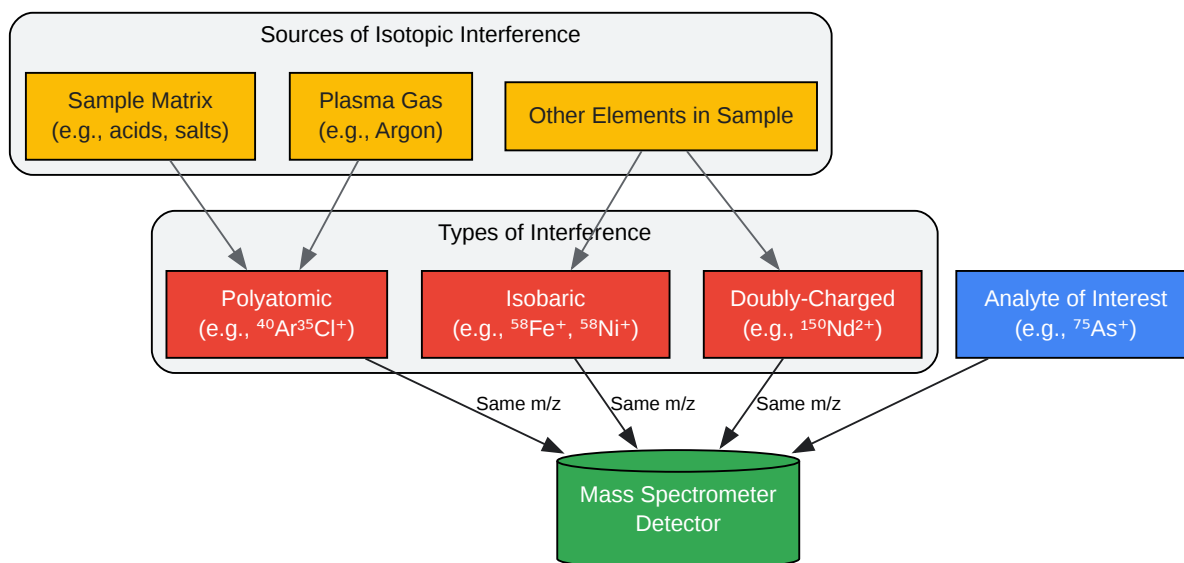 Sources of Isotopic Interference
Sample Matrix
(e.g., acids, salts)
Plasma Gas
(e.g., Argon)
Other Elements in Sample
Types of Interference
Polyatomic
(e.g., ⁴⁰Ar³⁵Cl⁺)
Isobaric
(e.g., ⁵⁸Fe⁺, ⁵⁸Ni⁺)
Doubly-Charged
(e.g., ¹⁵⁰Nd²⁺)
Analyte of Interest
(e.g., ⁷⁵As⁺)
Same m/z
Same m/z
Same m/z
Mass Spectrometer
Detector